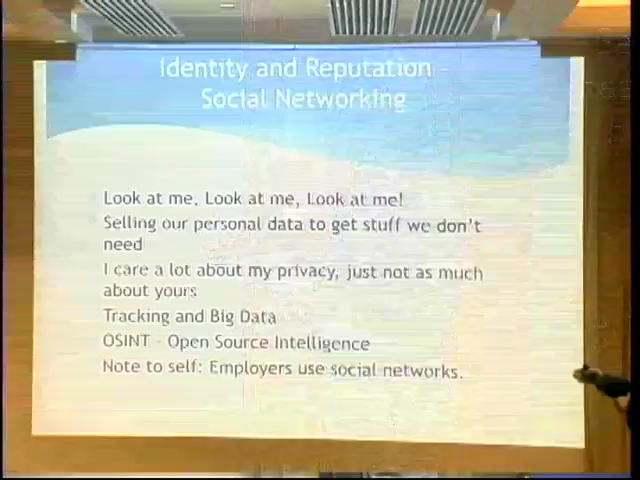 Identity and Reputation -
Social Networking
Look at me, Look at me, Look at me!
Selling our personal data to get stuff we don't
need
I care a lot about my privacy, just not as much
about yours
Tracking and Big Data
OSINT - Open Source Intelligence
Note to self: Employers use social networks.